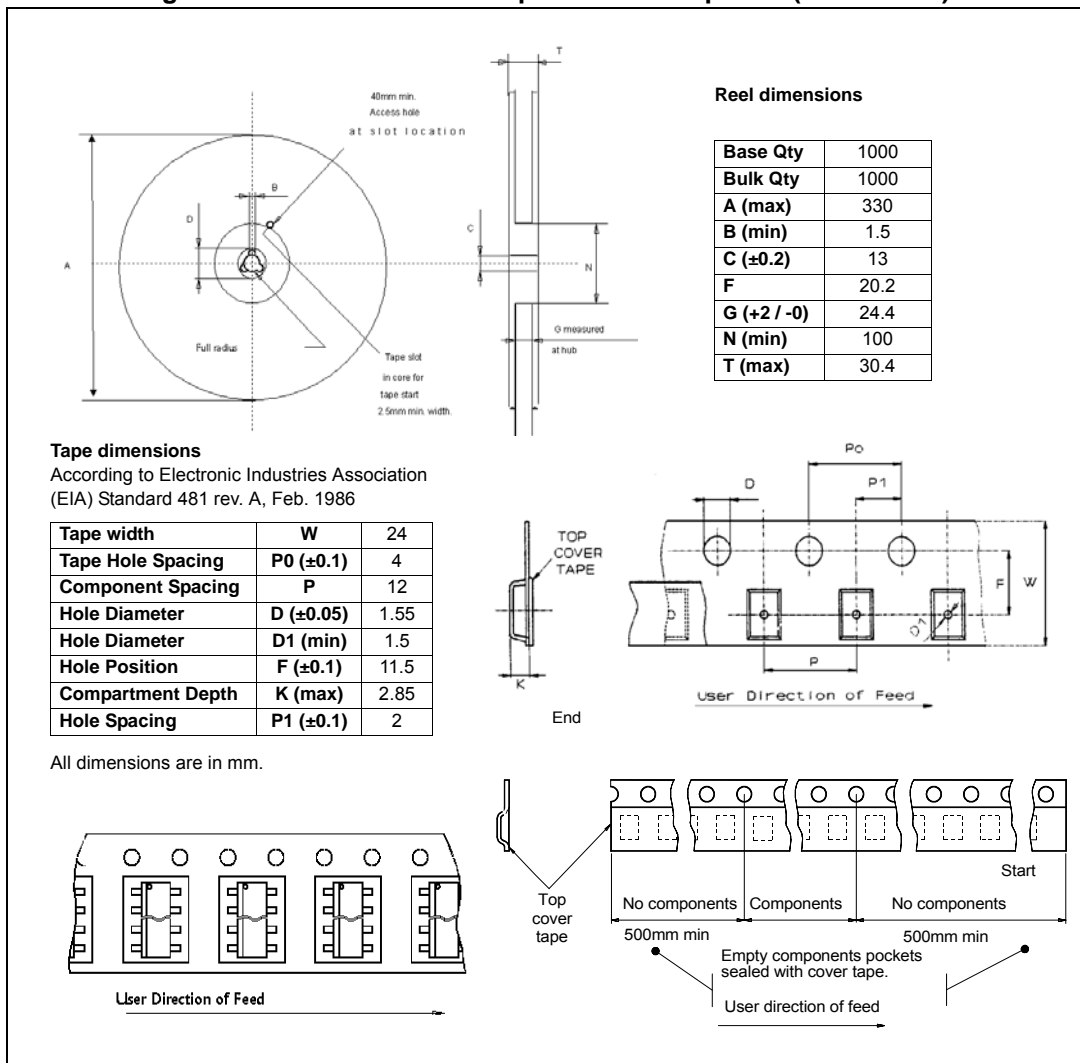 T
40mm min.
Access hole
at slot location
B
D
C
A
N
G measured
at hub
Full radius
Tape slot
in core for
tape start
2.5mm min. width.
Reel dimensions
Base Qty 1000
Bulk Qty 1000
A (max) 330
B (min) 1.5
C (±0.2) 13
F 20.2
G (+2 / -0) 24.4
N (min) 100
T (max) 30.4
Tape dimensions
According to Electronic Industries Association
(EIA) Standard 481 rev. A, Feb. 1986
Tape width W 24
Tape Hole Spacing P0 (±0.1) 4
Component Spacing P 12
Hole Diameter D (±0.05) 1.55
Hole Diameter D1 (min) 1.5
Hole Position F (±0.1) 11.5
Compartment Depth K (max) 2.85
Hole Spacing P1 (±0.1) 2
All dimensions are in mm.
Po
D
P1
TOP
COVER
TAPE
F
W
D1
P
K
User Direction of Feed
End
Start
Top
cover
tape
No components
Components
No components
500mm min
500mm min
Empty components pockets
sealed with cover tape.
User direction of feed
User Direction of Feed